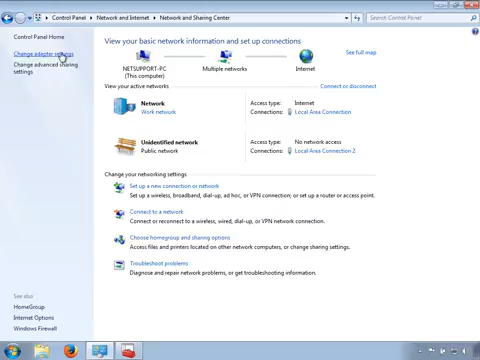 Control Panel ▸ Network and Internet ▸ Network and Sharing Center
Search Control Panel
Control Panel Home
Change adapter settings
Change advanced sharing
settings
View your basic network information and set up connections
See full map
NETSUPPORT-PC
(This computer)
Multiple networks
Internet
View your active networks
Connect or disconnect
Network
Work network
Access type: Internet
Connections: Local Area Connection
Unidentified network
Public network
Access type: No network access
Connections: Local Area Connection 2
Change your networking settings
Set up a new connection or network
Set up a wireless, broadband, dial-up, ad hoc, or VPN connection; or set up a router or access point.
Connect to a network
Connect or reconnect to a wireless, wired, dial-up, or VPN network connection.
Choose homegroup and sharing options
Access files and printers located on other network computers, or change sharing settings.
Troubleshoot problems
Diagnose and repair network problems, or get troubleshooting information.
See also
HomeGroup
Internet Options
Windows Firewall